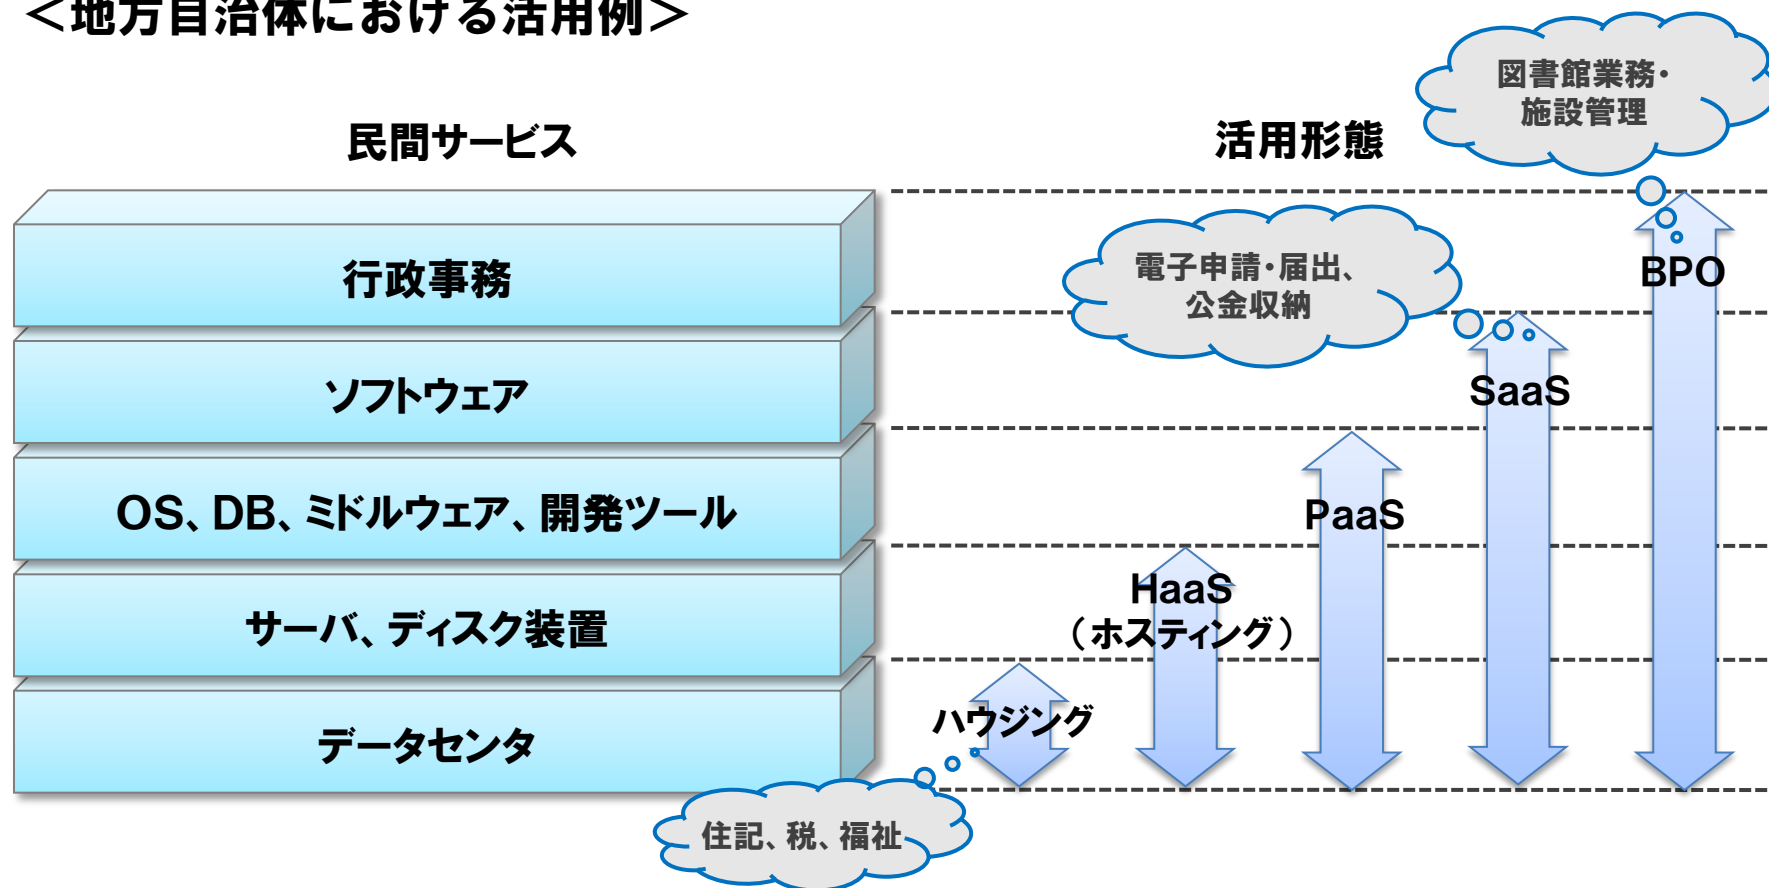 ＜地方自治体における活用例＞
図書館業務・
施設管理
民間サービス
活用形態
電子申請・届出、
公金収納
行政事務
BPO
ソフトウェア
SaaS
OS、DB、ミドルウェア、開発ツール
PaaS
サーバ、ディスク装置
HaaS
（ホスティング）
データセンタ
ハウジング
住記、税、福祉